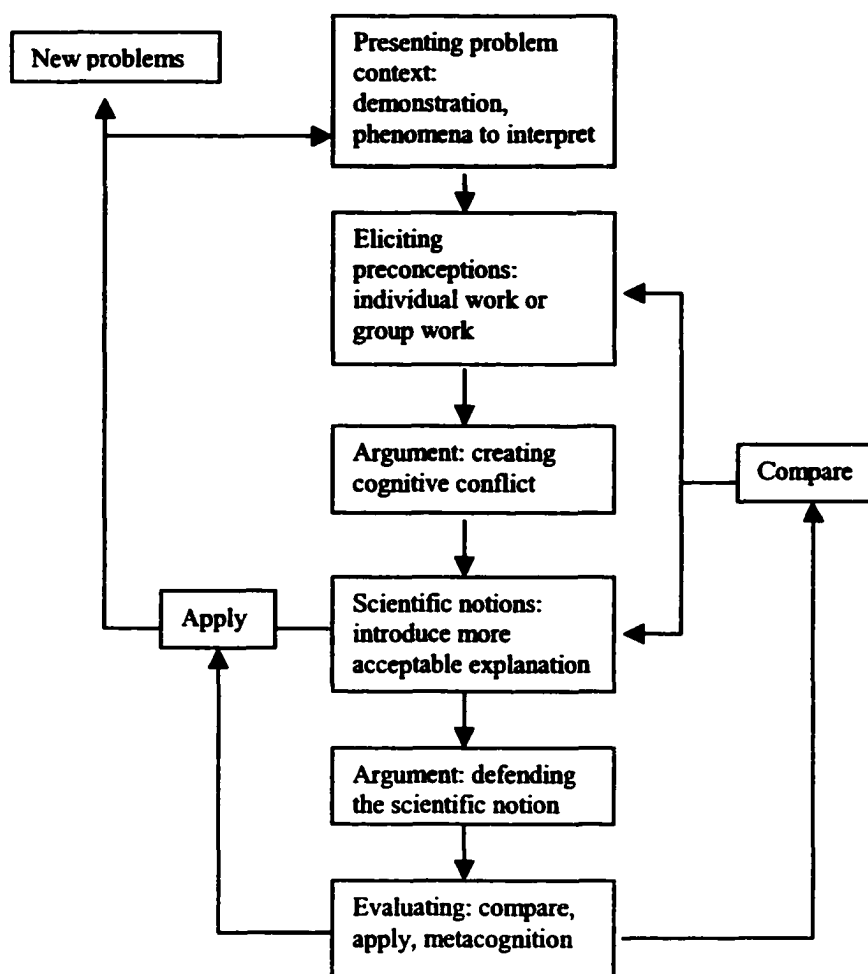 New problems
Presenting problem
context:
demonstration,
phenomena to interpret
Eliciting
preconceptions:
individual work or
group work
Argument: creating
cognitive conflict
Compare
Scientific notions:
introduce more
acceptable explanation
Apply
Argument: defending
the scientific notion
Evaluating: compare,
apply, metacognition